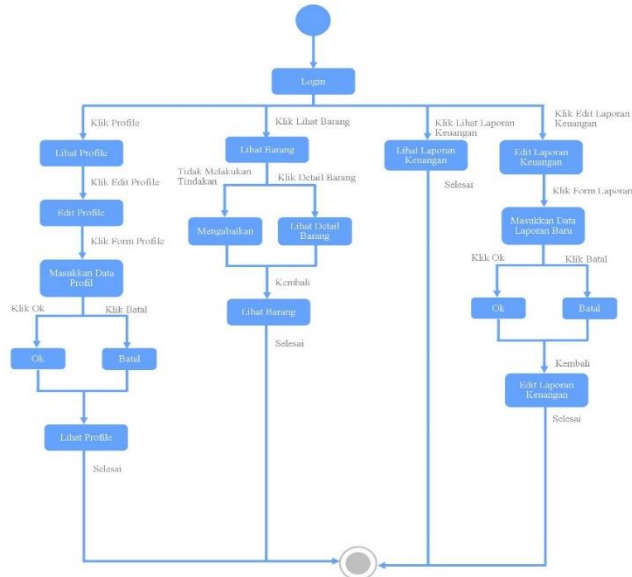 Login
Klik Profile
Klik Lihat Barang
Klik Lihat Laporan
Keuangan
Klik Edit Laporan
Keuangan
Lihat Profile
Lihat Barang
Lihat Laporan
Keuangan
Edit Laporan
Keuangan
Klik Edit Profile
Tidak Melakukan
Tindakan
Klik Detail Barang
Selesai
Klik Form Laporan
Edit Profile
Mengabaikan
Lihat Detail
Barang
Masukkan Data
Laporan Baru
Klik Form Profile
Klik Ok
Klik Batal
Masukkan Data
Profil
Kembali
Ok
Batal
Klik Ok
Klik Batal
Lihat Barang
Kembali
Ok
Batal
Selesai
Edit Laporan
Keuangan
Lihat Profile
Selesai
Selesai